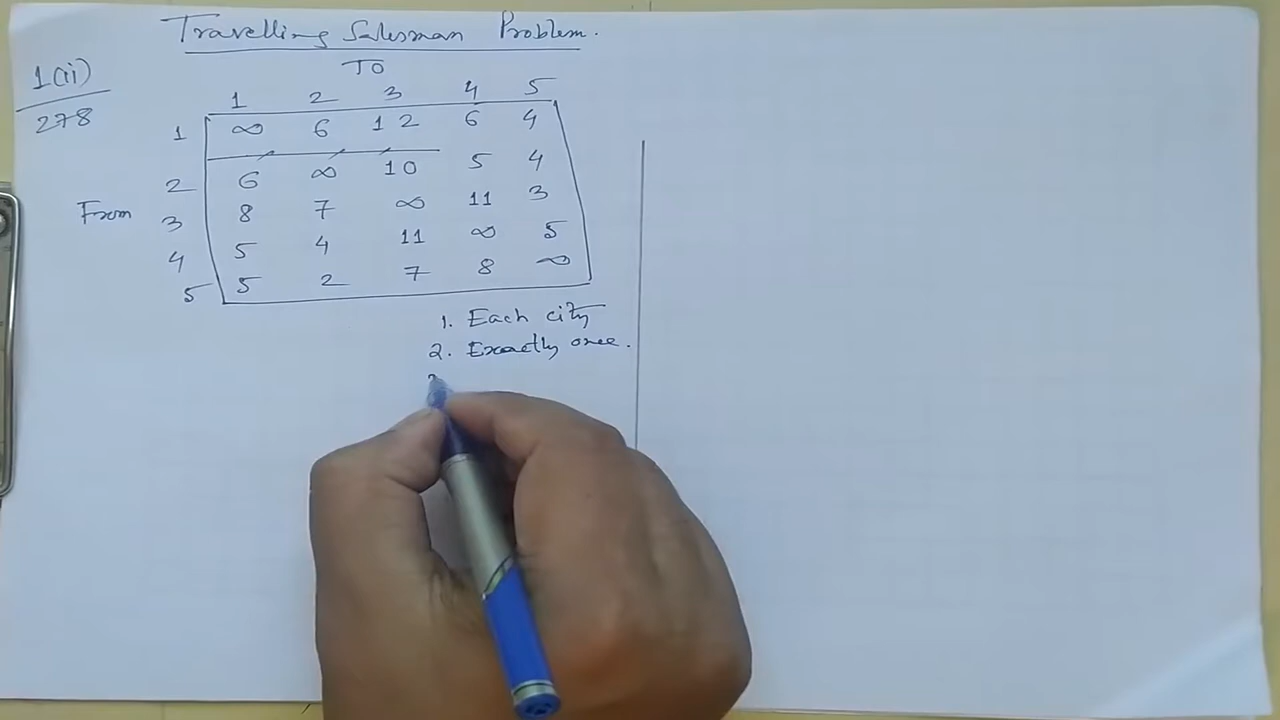 Travelling Salesman Problem.
1(ii)
278
TO
1 2 3 4 5
1 ∞ 6 12 6 4
2 6 ∞ 10 5 4
From
3 8 7 ∞ 11 3
4 5 4 11 ∞ 5
5 5 2 7 8 ∞
1. Each city
2. Exactly once.